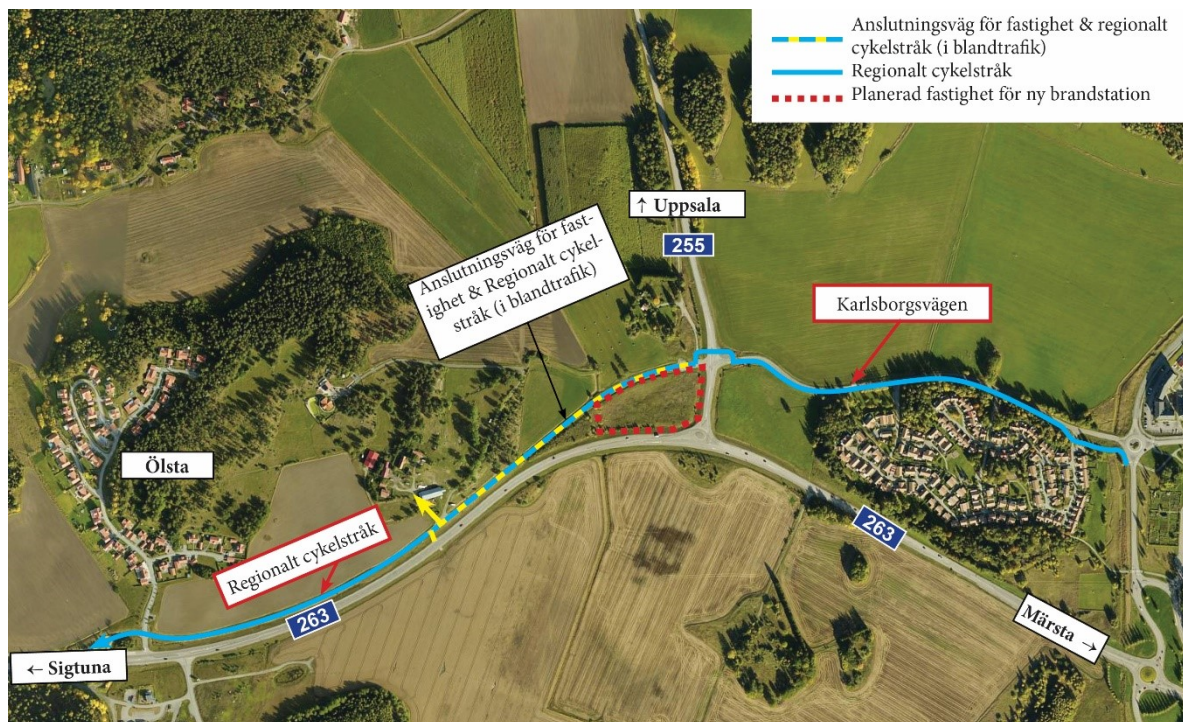 Anslutningsväg för fastighet & regionalt
cykelstråk (i blandtrafik)
Regionalt cykelstråk
Planerad fastighet för ny brandstation
↑ Uppsala
255
Anslutningsväg för fast-
ighet & Regionalt cykel-
stråk (i blandtrafik)
Karlsborgsvägen
Ölsta
Regionalt cykelstråk
263
263
Märsta →
← Sigtuna